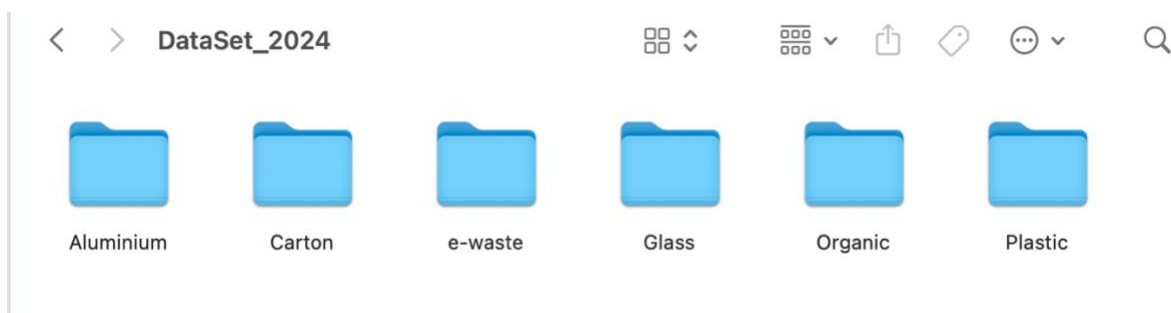 DataSet_2024
Aluminium Carton e-waste Glass Organic Plastic